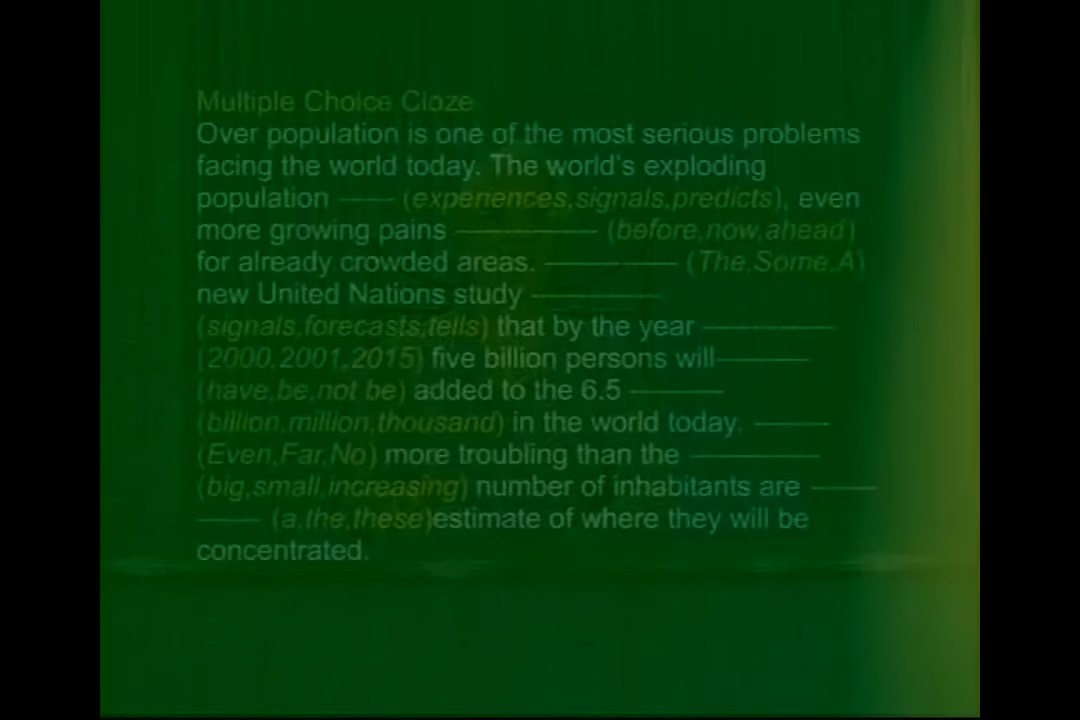 Multiple Choice Cloze
Over population is one of the most serious problems
facing the world today. The world's exploding
population —— (experiences,signals,predicts), even
more growing pains ————— (before,now,ahead)
for already crowded areas. ————— (The,Some,A)
new United Nations study —————
(signals,forecasts,tells) that by the year —————
(2000,2001,2015) five billion persons will————
(have,be,not be) added to the 6.5 ————
(billion,million,thousand) in the world today. ———
(Even,Far,No) more troubling than the —————
(big,small,increasing) number of inhabitants are ——
—— (a,the,these)estimate of where they will be
concentrated.